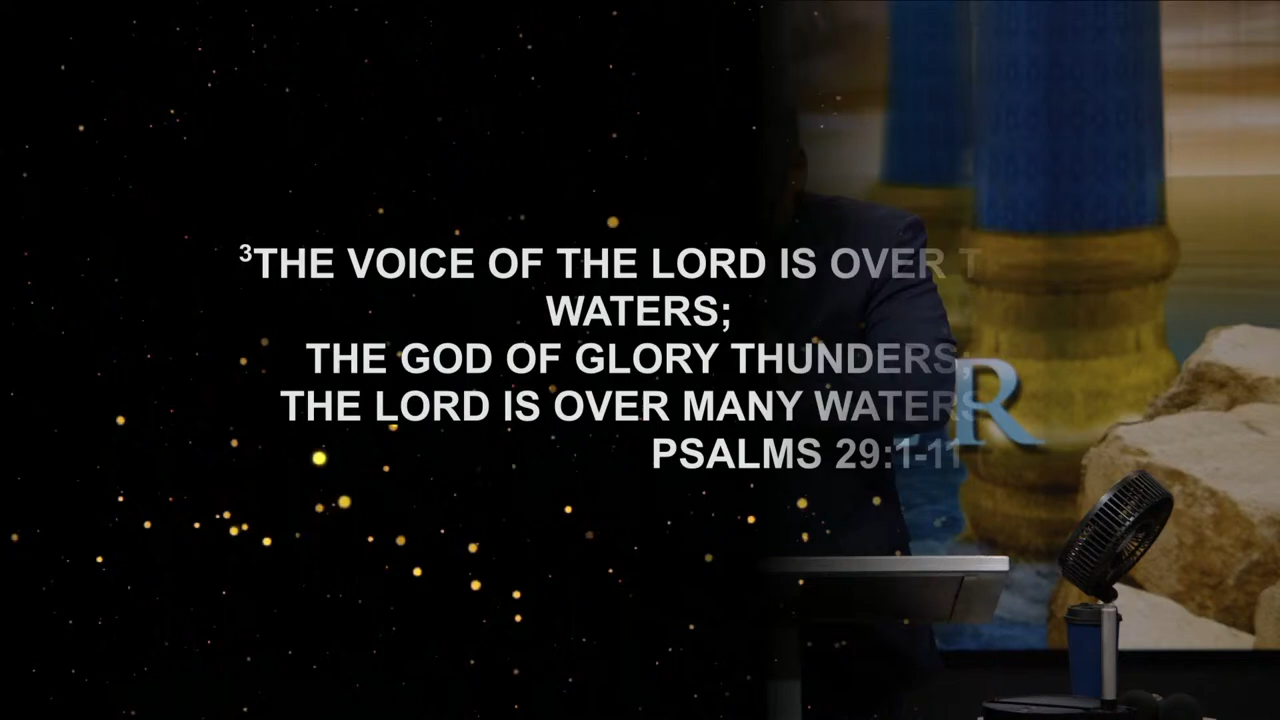 ³THE VOICE OF THE LORD IS OVER T
WATERS;
THE GOD OF GLORY THUNDERS;
THE LORD IS OVER MANY WATERS
PSALMS 29:1-11
R